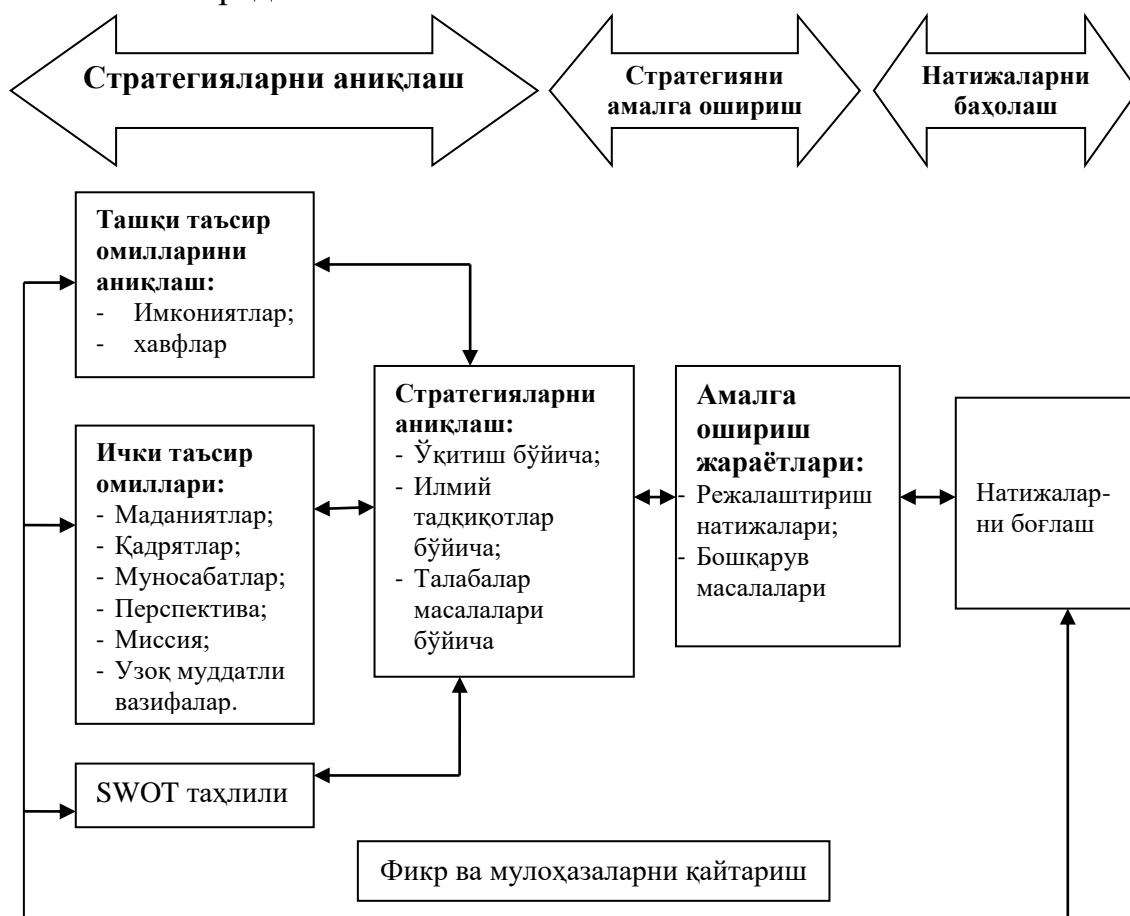 Стратегияларни аниқлаш
Стратегияни
амалга ошириш
Натижаларни
баҳолаш
Ташқи таъсир
омилларини
аниқлаш:
- Имкониятлар;
- хавфлар
Ички таъсир
омиллари:
- Маданиятлар;
- Қадрятлар;
- Муносабатлар;
- Перспектива;
- Миссия;
- Узоқ муддатли
вазифалар.
SWOT таҳлили
Стратегияларни
аниқлаш:
- Ўқитиш бўйича;
- Илмий
тадқиқотлар
бўйича;
- Талабалар
масалалари
бўйича
Амалга
ошириш
жараётлари:
- Режалаштириш
натижалари;
- Бошқарув
масалалари
Натижалар-
ни боғлаш
Фикр ва мулоҳазаларни қайтариш